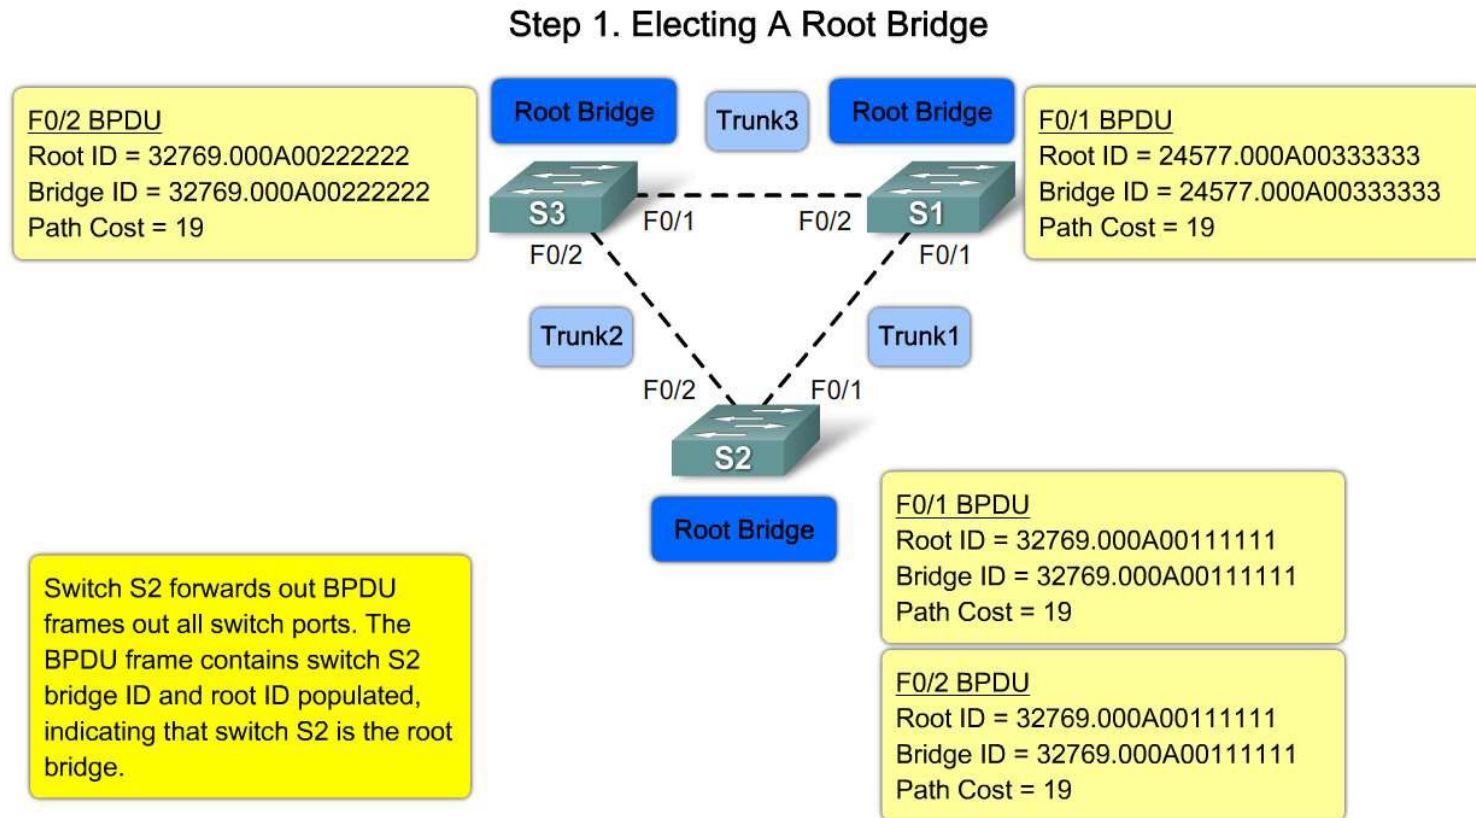 Step 1. Electing A Root Bridge
F0/2 BPDU
Root ID = 32769.000A00222222
Bridge ID = 32769.000A00222222
Path Cost = 19
Root Bridge
Trunk3
Root Bridge
F0/1 BPDU
Root ID = 24577.000A00333333
Bridge ID = 24577.000A00333333
Path Cost = 19
S3
F0/1
F0/2
S1
F0/2
F0/1
Trunk2
Trunk1
F0/2
F0/1
S2
Root Bridge
F0/1 BPDU
Root ID = 32769.000A00111111
Bridge ID = 32769.000A00111111
Path Cost = 19
Switch S2 forwards out BPDU
frames out all switch ports. The
BPDU frame contains switch S2
bridge ID and root ID populated,
indicating that switch S2 is the root
bridge.
F0/2 BPDU
Root ID = 32769.000A00111111
Bridge ID = 32769.000A00111111
Path Cost = 19